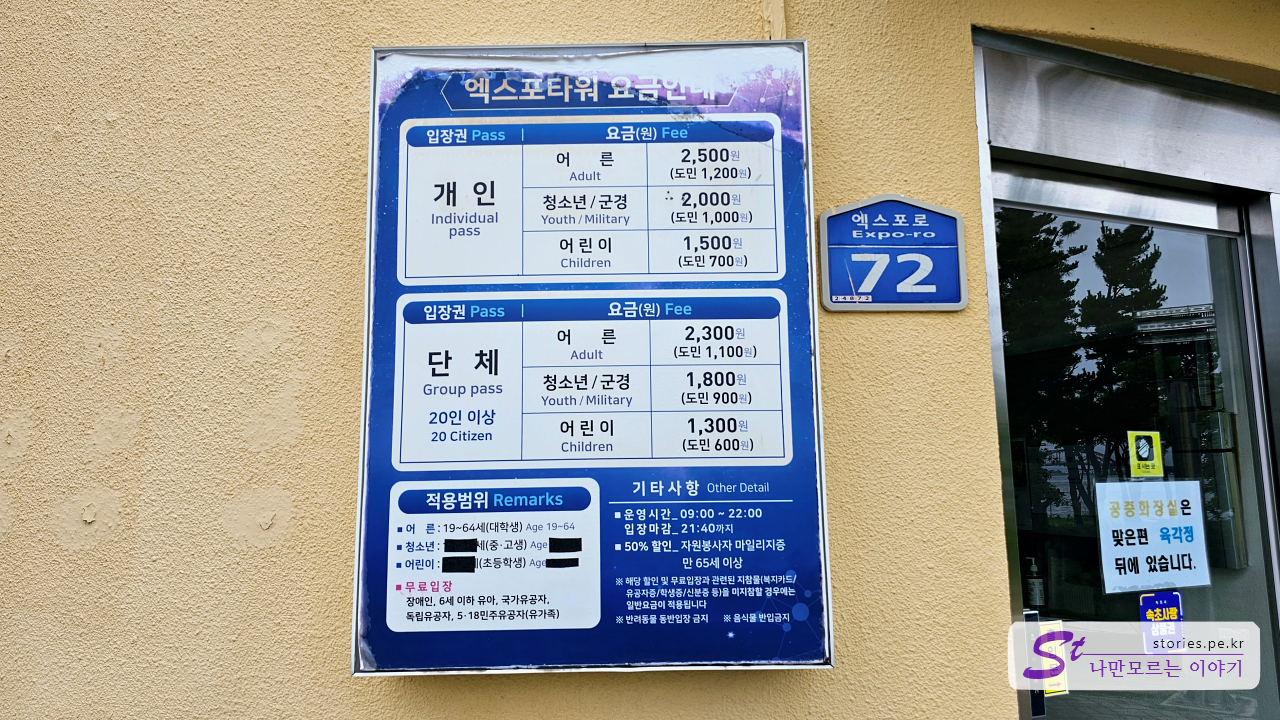 엑스포타워 요금안내
입장권 Pass | 요금(원) Fee
개 인
Individual
pass
어 른
Adult
2,500원
(도민 1,200원)
청소년 / 군경
Youth / Military
2,000원
(도민 1,000원)
어 린 이
Children
1,500원
(도민 700원)
입장권 Pass | 요금(원) Fee
단 체
Group pass
20인 이상
20 Citizen
어 른
Adult
2,300원
(도민 1,100원)
청소년 / 군경
Youth / Military
1,800원
(도민 900원)
어 린 이
Children
1,300원
(도민 600원)
적용범위 Remarks
■ 어 른 : 19~64세(대학생) Age 19~64
■ 청소년 : 세(중·고생) Age
■ 어린이 : 세(초등학생) Age
■ 무료입장
장애인, 6세 이하 유아, 국가유공자,
독립유공자, 5·18민주유공자(유가족)
기타사항 Other Detail
■ 운영시간_ 09:00 ~ 22:00
입장마감_ 21:40까지
■ 50% 할인_ 자원봉사자 마일리지증
만 65세 이상
※ 해당 할인 및 무료입장과 관련된 지참물(복지카드/
유공자증/학생증/신분증 등)을 미지참할 경우에는
일반요금이 적용됩니다
※ 반려동물 동반입장 금지 ※ 음식물 반입금지
엑스포로
Expo-ro
72
24872
공중화장실은
맞은편 육각정
뒤에 있습니다.
속초사랑
상품권
stories.pe.kr
St 나만모르는 이야기